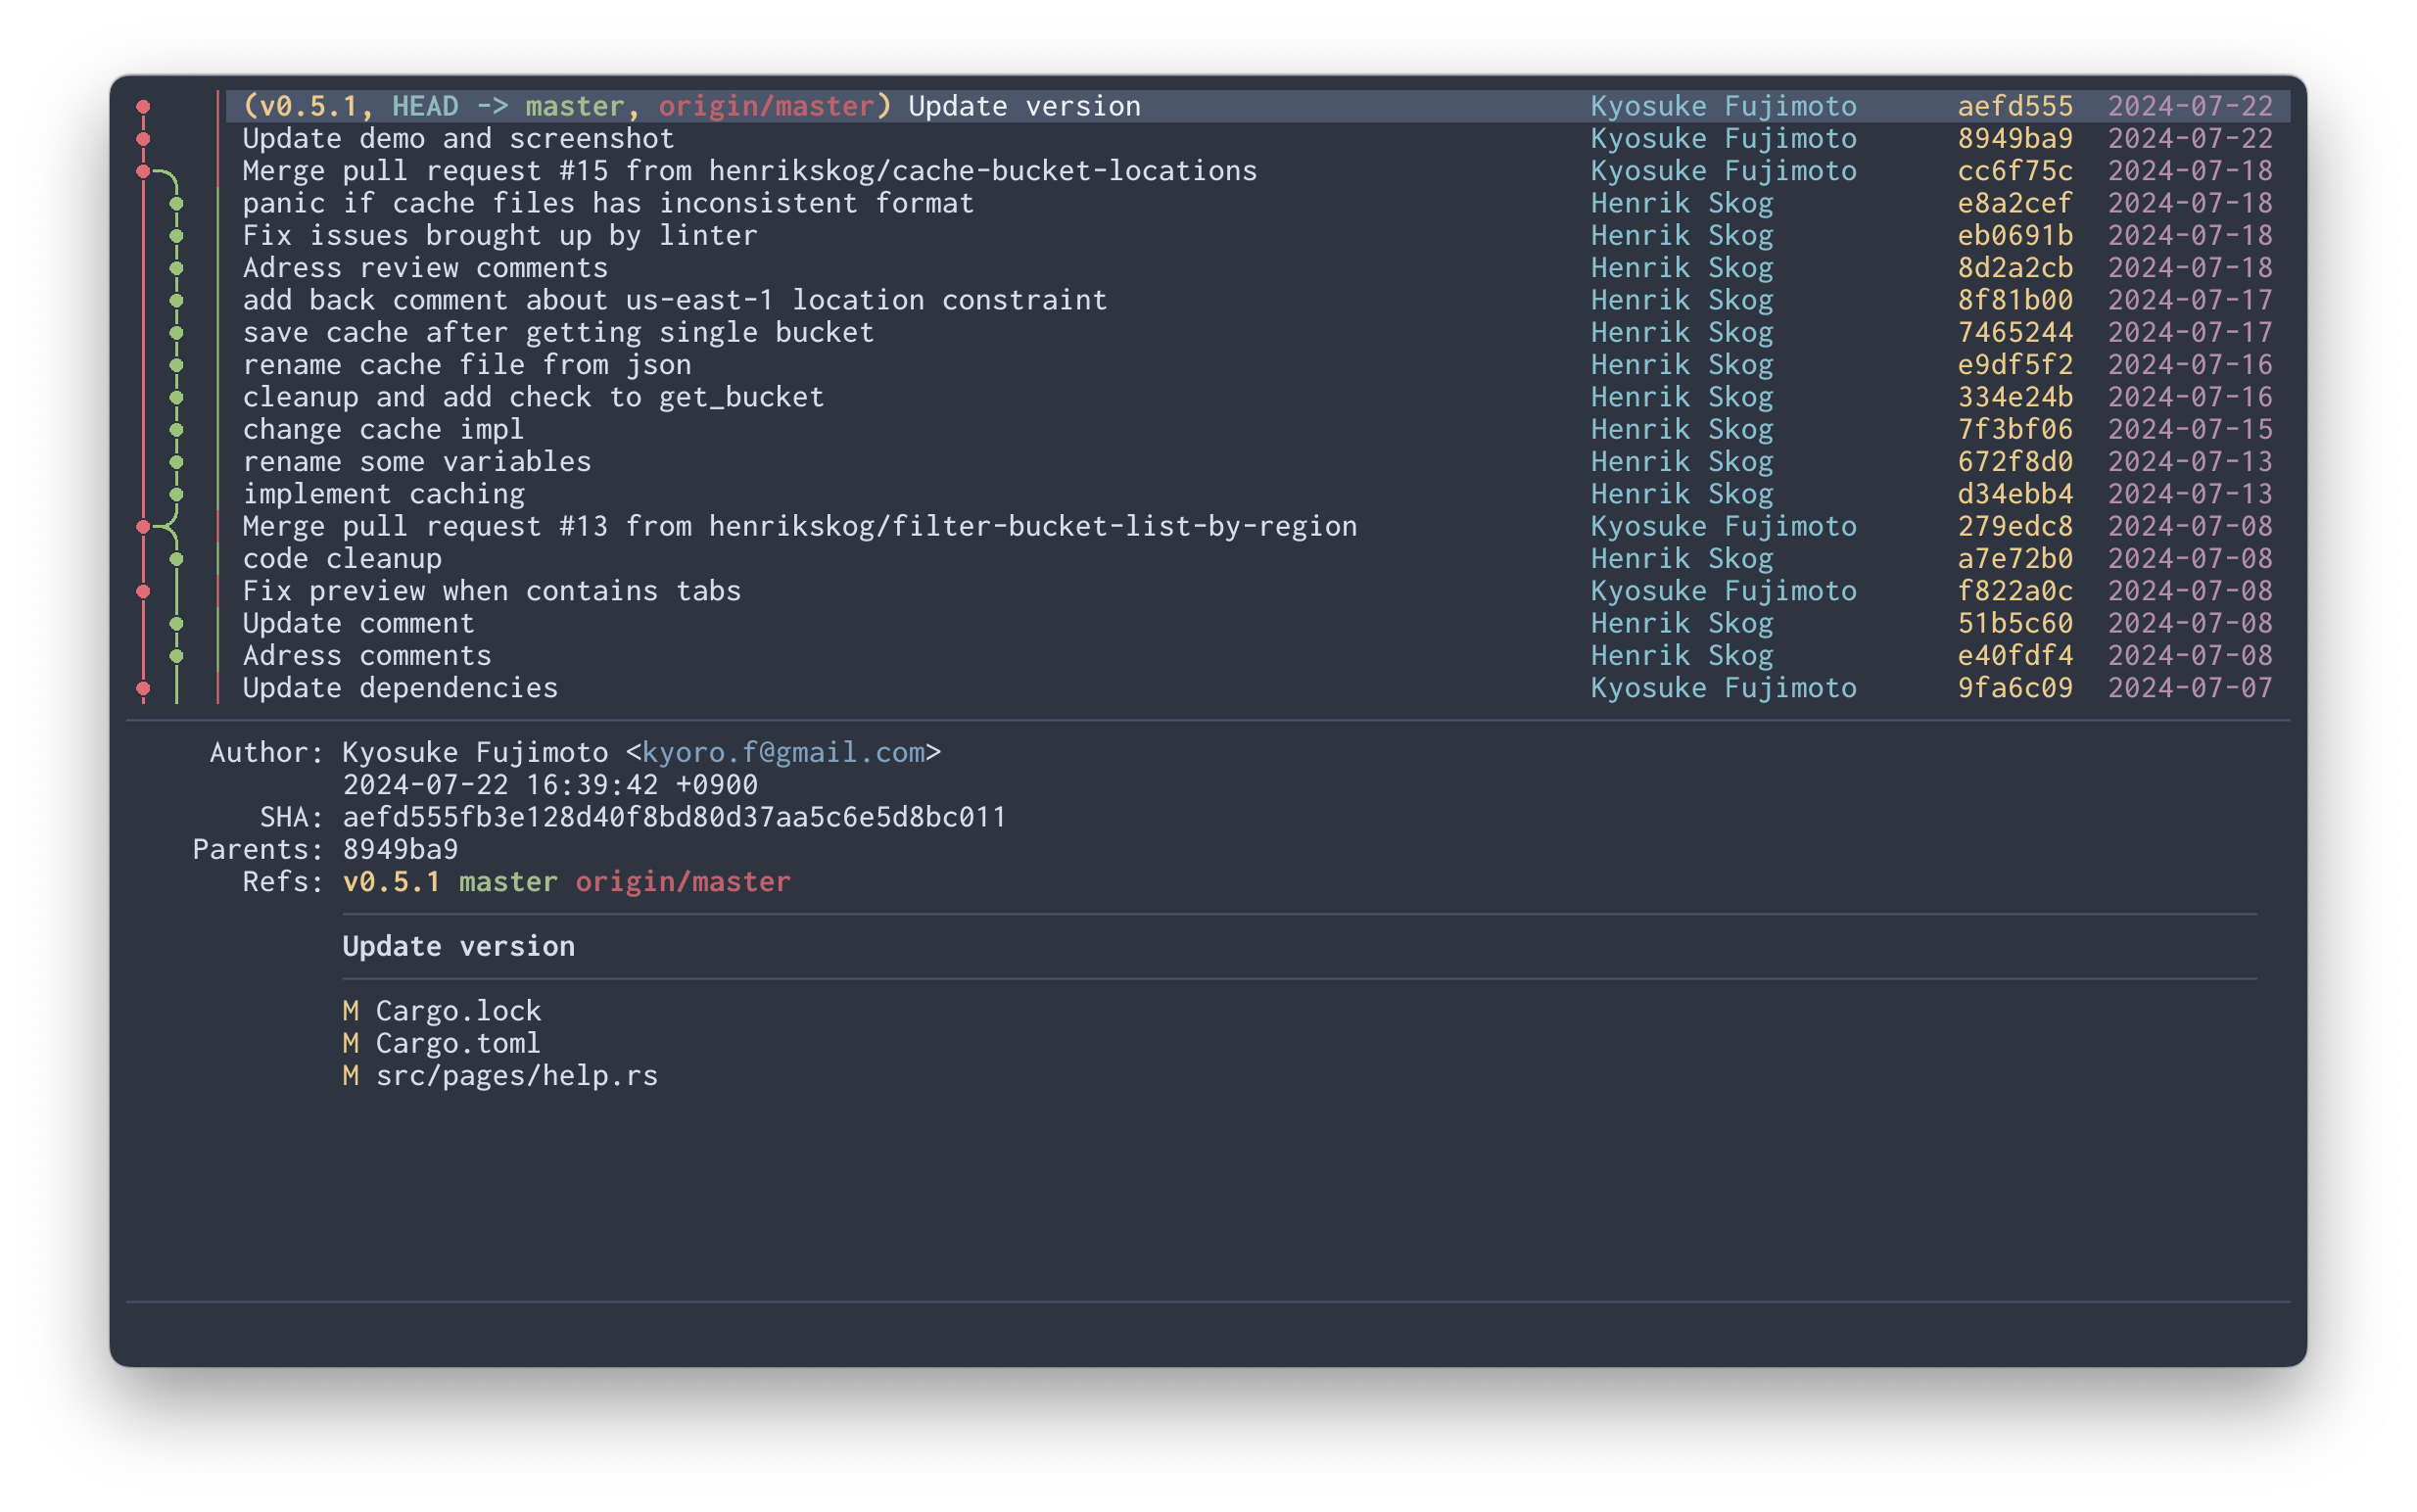 (v0.5.1, HEAD -> master, origin/master) Update version Kyosuke Fujimoto aefd555 2024-07-22
Update demo and screenshot Kyosuke Fujimoto 8949ba9 2024-07-22
Merge pull request #15 from henrikskog/cache-bucket-locations Kyosuke Fujimoto cc6f75c 2024-07-18
panic if cache files has inconsistent format Henrik Skog e8a2cef 2024-07-18
Fix issues brought up by linter Henrik Skog eb0691b 2024-07-18
Adress review comments Henrik Skog 8d2a2cb 2024-07-18
add back comment about us-east-1 location constraint Henrik Skog 8f81b00 2024-07-17
save cache after getting single bucket Henrik Skog 7465244 2024-07-17
rename cache file from json Henrik Skog e9df5f2 2024-07-16
cleanup and add check to get_bucket Henrik Skog 334e24b 2024-07-16
change cache impl Henrik Skog 7f3bf06 2024-07-15
rename some variables Henrik Skog 672f8d0 2024-07-13
implement caching Henrik Skog d34ebb4 2024-07-13
Merge pull request #13 from henrikskog/filter-bucket-list-by-region Kyosuke Fujimoto 279edc8 2024-07-08
code cleanup Henrik Skog a7e72b0 2024-07-08
Fix preview when contains tabs Kyosuke Fujimoto f822a0c 2024-07-08
Update comment Henrik Skog 51b5c60 2024-07-08
Adress comments Henrik Skog e40fdf4 2024-07-08
Update dependencies Kyosuke Fujimoto 9fa6c09 2024-07-07
Author: Kyosuke Fujimoto <kyoro.f@gmail.com>
2024-07-22 16:39:42 +0900
SHA: aefd555fb3e128d40f8bd80d37aa5c6e5d8bc011
Parents: 8949ba9
Refs: v0.5.1 master origin/master
Update version
M Cargo.lock
M Cargo.toml
M src/pages/help.rs